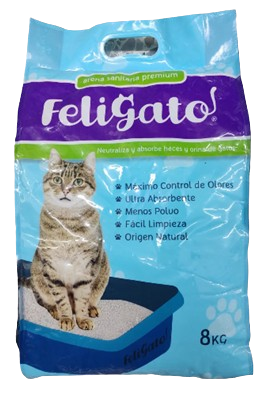 arena sanitaria premium
FeliGato
®
Neutraliza y absorbe heces y orina de gatos
Máximo Control de Olores
Ultra Absorbente
Menos Polvo
Fácil Limpieza
Origen Natural
feliGato
8KG